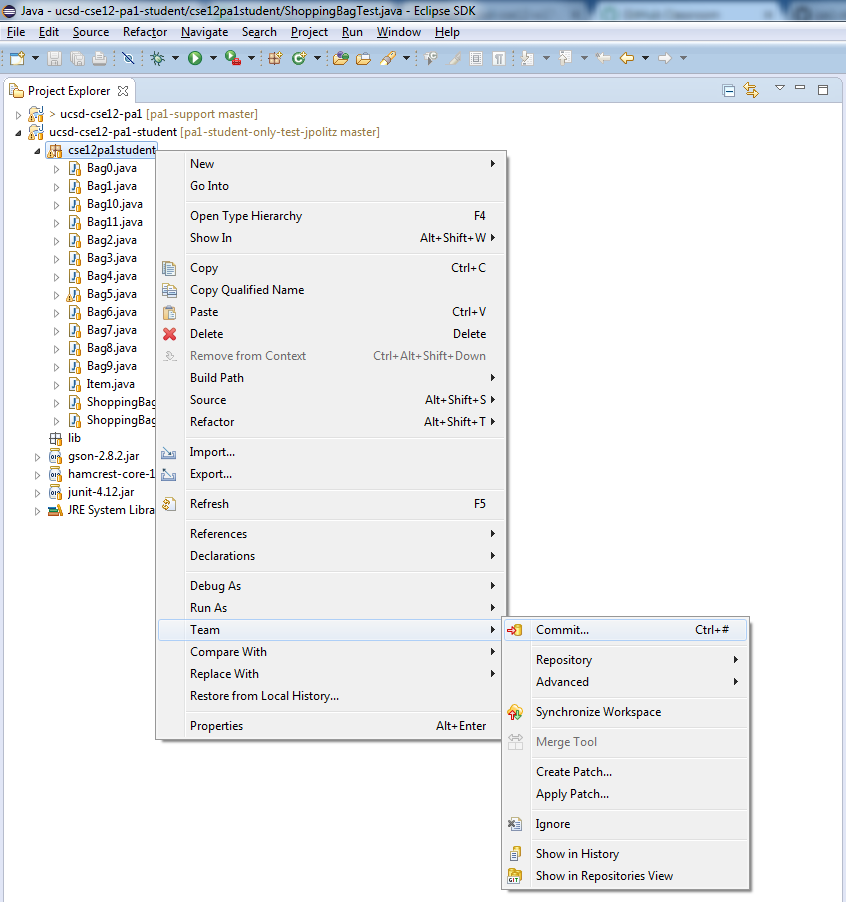 Java - ucsd-cse12-pa1-student/cse12pa1student/ShoppingBagTest.java - Eclipse SDK
File Edit Source Refactor Navigate Search Project Run Window Help
Project Explorer
> ucsd-cse12-pa1 [pa1-support master]
ucsd-cse12-pa1-student [pa1-student-only-test-jpolitz master]
cse12pa1student
Bag0.java
Bag1.java
Bag10.java
Bag11.java
Bag2.java
Bag3.java
Bag4.java
Bag5.java
Bag6.java
Bag7.java
Bag8.java
Bag9.java
Item.java
ShoppingBag
ShoppingBag
lib
gson-2.8.2.jar
hamcrest-core-1
junit-4.12.jar
JRE System Libra
New
Go Into
Open Type Hierarchy F4
Show In Alt+Shift+W
Copy Ctrl+C
Copy Qualified Name
Paste Ctrl+V
Delete Delete
Remove from Context Ctrl+Alt+Shift+Down
Build Path
Source Alt+Shift+S
Refactor Alt+Shift+T
Import...
Export...
Refresh F5
References
Declarations
Debug As
Run As
Team
Compare With
Replace With
Restore from Local History...
Properties Alt+Enter
Commit... Ctrl+#
Repository
Advanced
Synchronize Workspace
Merge Tool
Create Patch...
Apply Patch...
Ignore
Show in History
Show in Repositories View